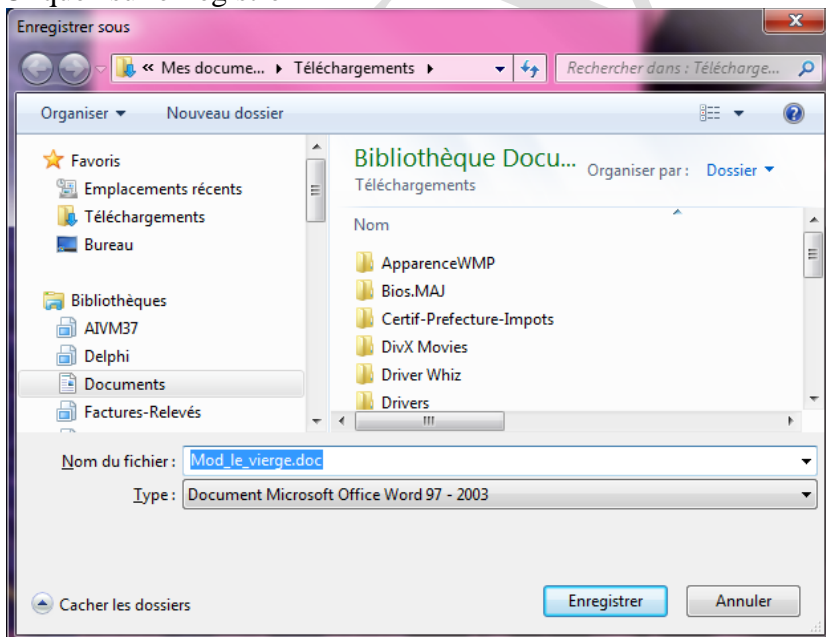 Enregistrer sous
« Mes docume... Téléchargements Rechercher dans : Télécharge...
Organiser Nouveau dossier
Favoris
Emplacements récents
Téléchargements
Bureau
Bibliothèques
AIVM37
Delphi
Documents
Factures-Relevés
Bibliothèque Docu... Organiser par : Dossier
Téléchargements
Nom
ApparenceWMP
Bios.MAJ
Certif-Prefecture-Impots
DivX Movies
Driver Whiz
Drivers
Nom du fichier : Mod_le_vierge.doc
Type : Document Microsoft Office Word 97 - 2003
Cacher les dossiers Enregistrer Annuler